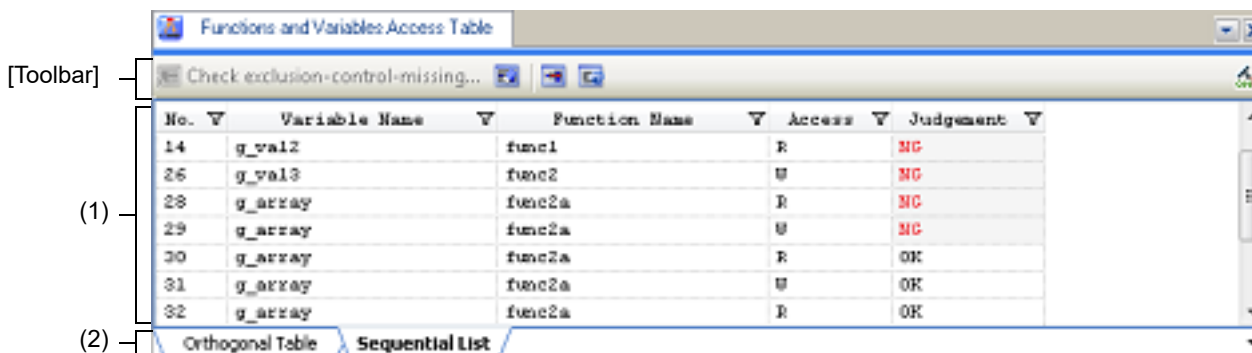 Functions and Variables Access Table
[Toolbar]
Check exclusion-control-missing...
No. Variable Name Function Name Access Judgement
14 g_val2 func1 R NG
26 g_val3 func2 W NG
28 g_array func2a R NG
(1)
29 g_array func2a W NG
30 g_array func2a R OK
31 g_array func2a W OK
32 g_array func2a R OK
(2)
Orthogonal Table Sequential List